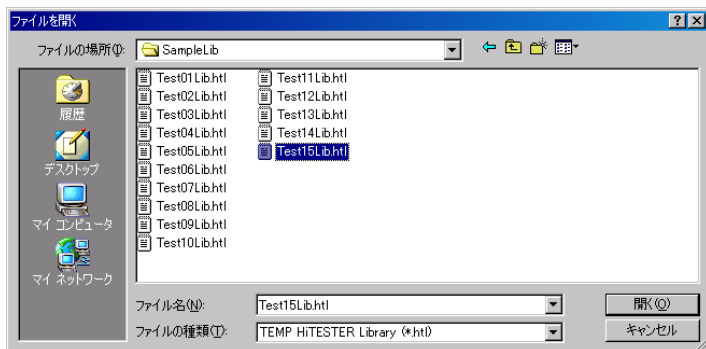 ファイルを開く
ファイルの場所(I):
SampleLib
履歴
デスクトップ
マイ コンピュータ
マイ ネットワーク
Test01Lib.htl
Test02Lib.htl
Test03Lib.htl
Test04Lib.htl
Test05Lib.htl
Test06Lib.htl
Test07Lib.htl
Test08Lib.htl
Test09Lib.htl
Test10Lib.htl
Test11Lib.htl
Test12Lib.htl
Test13Lib.htl
Test14Lib.htl
Test15Lib.htl
ファイル名(N):
Test15Lib.htl
開く(O)
ファイルの種類(T):
TEMP HiTESTER Library (*.htl)
キャンセル